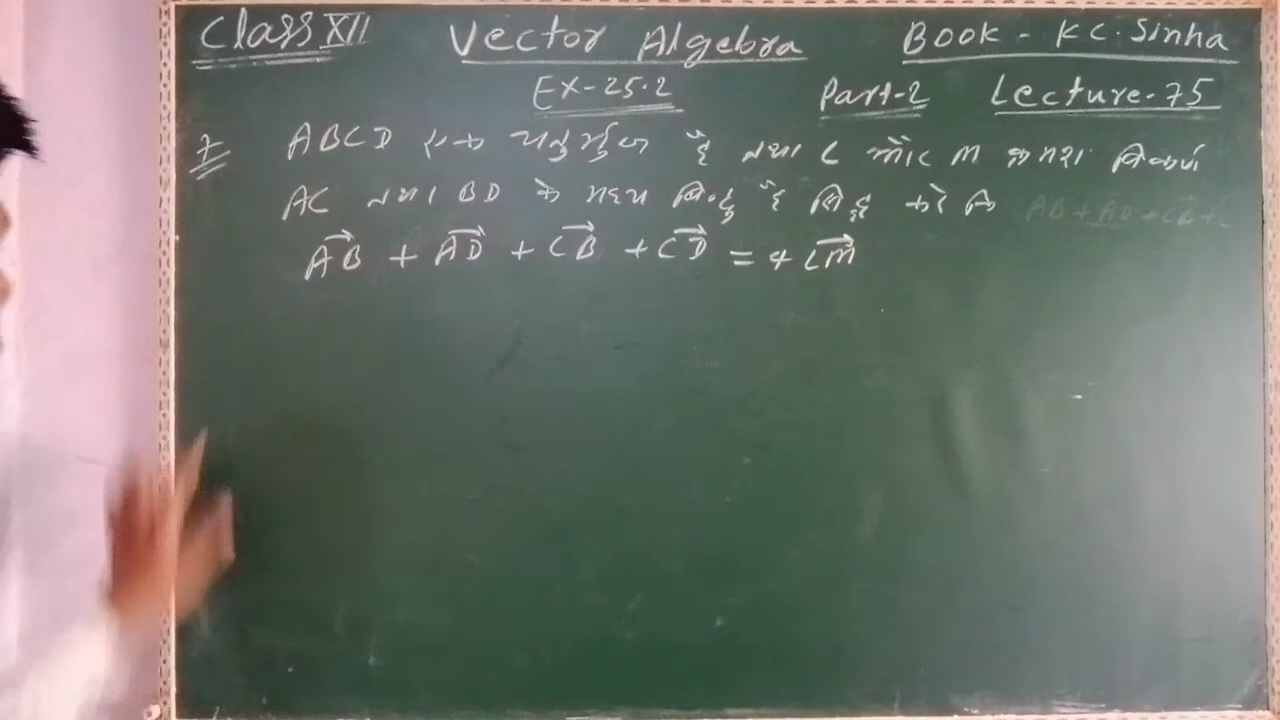 Class XII Vector Algebra Book - KC. Sinha
EX-25.2 Part-2 Lecture-75
7 ABCD एक चतुर्भुज है तथा L और M क्रमशः विकर्ण
AC तथा BD के मध्य बिन्दु है सिद्ध करें कि
AB→ + AD→ + CB→ + CD→ = 4 LM→